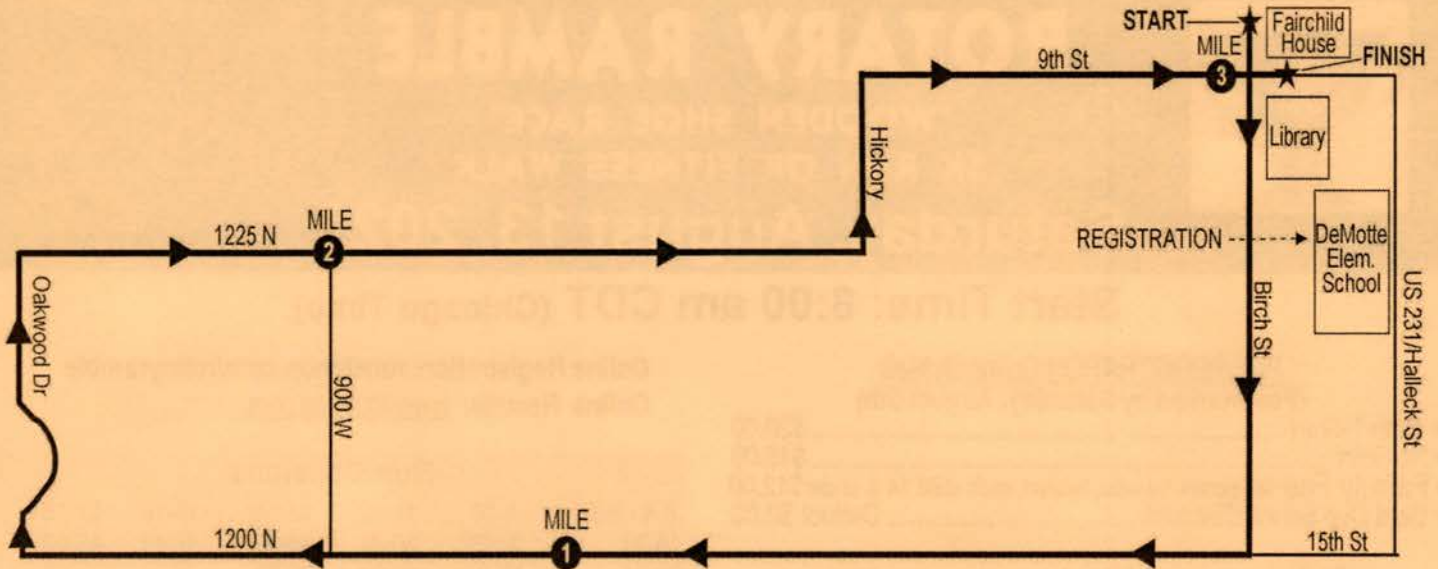 START
Fairchild
House
MILE
3
9th St
FINISH
Library
Hickory
MILE
2
1225 N
REGISTRATION
DeMotte
Elem.
School
Oakwood Dr
900 W
Birch St
US 231/Halleck St
MILE
1
1200 N
15th St